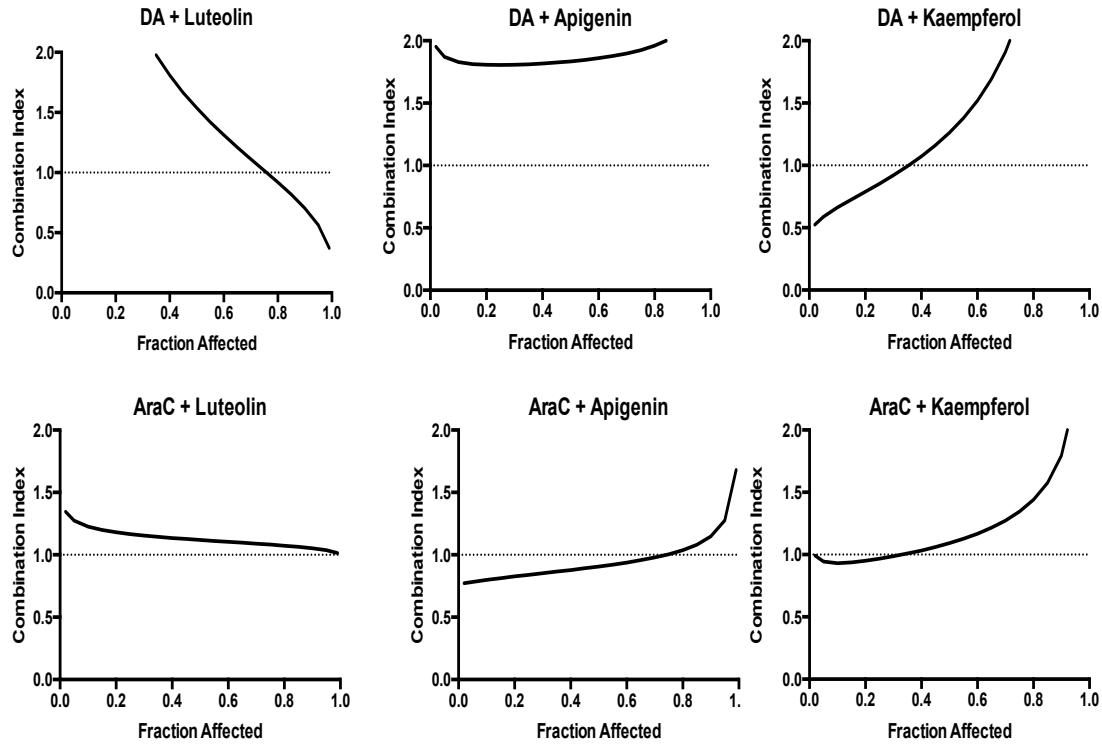 DA + Luteolin
Combination Index
2.0
1.5
1.0
0.5
0.0
0.0 0.2 0.4 0.6 0.8 1.0
Fraction Affected
DA + Apigenin
Combination Index
2.0
1.5
1.0
0.5
0.0
0.0 0.2 0.4 0.6 0.8 1.0
Fraction Affected
DA + Kaempferol
Combination Index
2.0
1.5
1.0
0.5
0.0
0.0 0.2 0.4 0.6 0.8 1.0
Fraction Affected
AraC + Luteolin
Combination Index
2.0
1.5
1.0
0.5
0.0
0.0 0.2 0.4 0.6 0.8 1.0
Fraction Affected
AraC + Apigenin
Combination Index
2.0
1.5
1.0
0.5
0.0
0.0 0.2 0.4 0.6 0.8 1.
Fraction Affected
AraC + Kaempferol
Combination Index
2.0
1.5
1.0
0.5
0.0
0.0 0.2 0.4 0.6 0.8 1.0
Fraction Affected